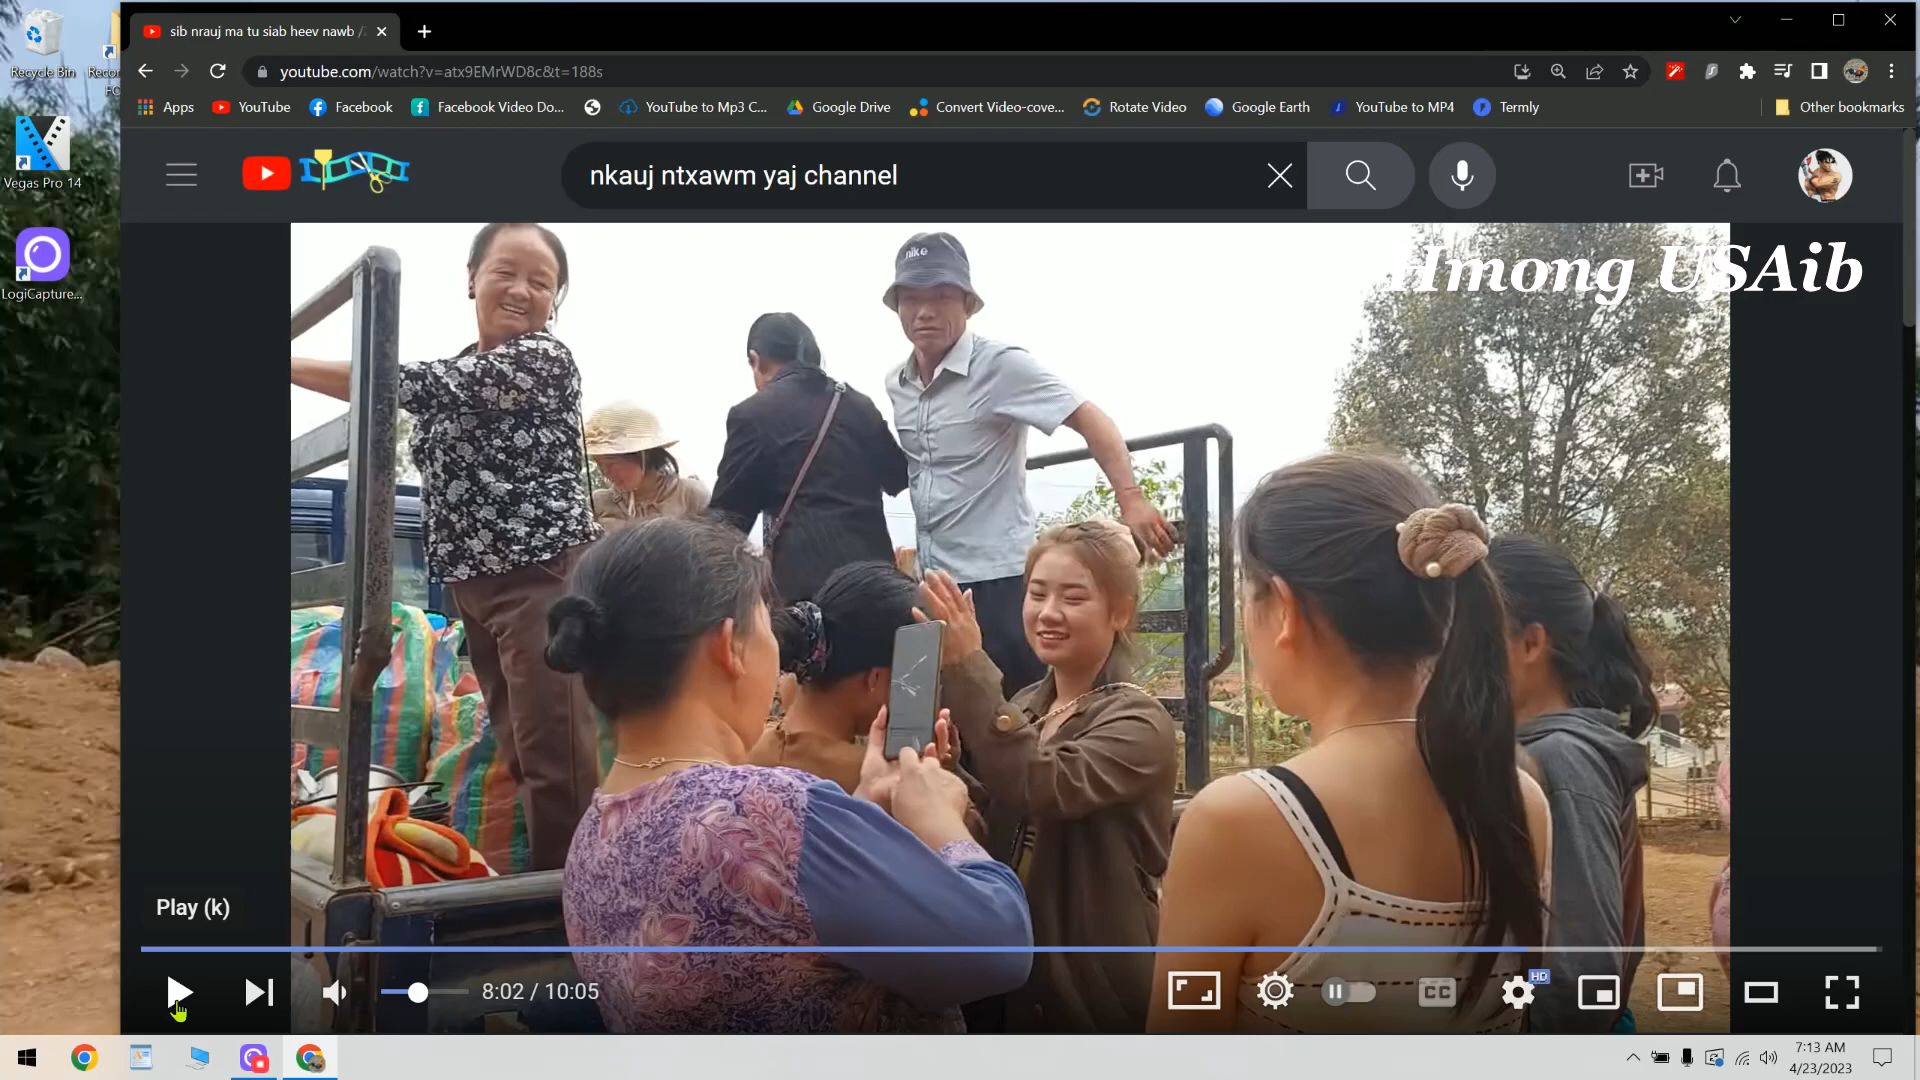 sib nrauj ma tu siab heev nawb /
youtube.com/watch?v=atx9EMrWD8c&t=188s
Apps
YouTube
Facebook
Facebook Video Do...
YouTube to Mp3 C...
Google Drive
Convert Video-cove...
Rotate Video
Google Earth
YouTube to MP4
Termly
Other bookmarks
Recycle Bin
Vegas Pro 14
LogiCapture...
nkauj ntxawm yaj channel
Hmong USAib
nike
Play (k)
8:02 / 10:05
CC
HD
7:13 AM
4/23/2023